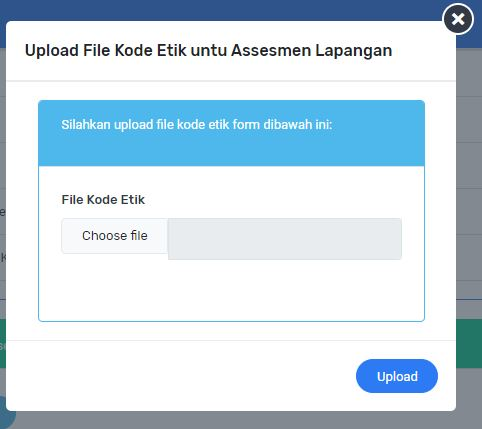 Upload File Kode Etik untu Assesmen Lapangan
Silahkan upload file kode etik form dibawah ini:
File Kode Etik
Choose file
Upload